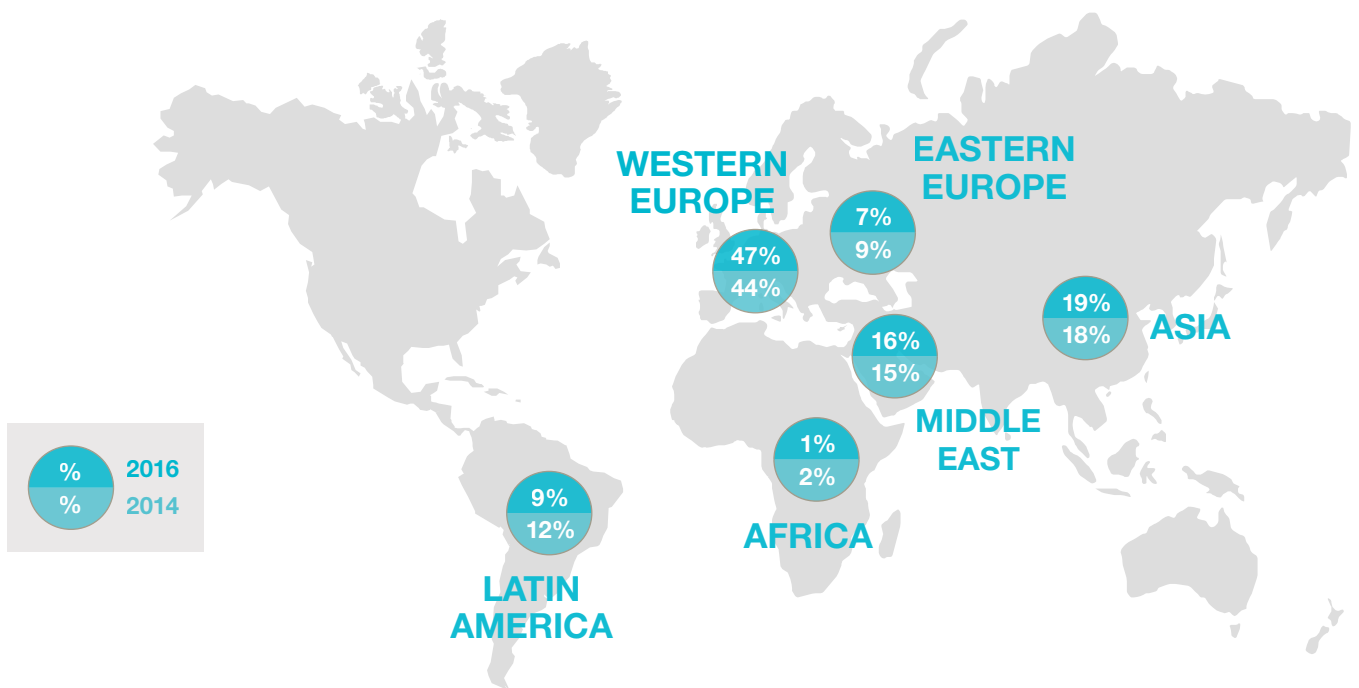 WESTERN
EUROPE
47%
44%
EASTERN
EUROPE
7%
9%
19%
18%
ASIA
16%
15%
MIDDLE
EAST
1%
2%
AFRICA
9%
12%
LATIN
AMERICA
% 2016
% 2014